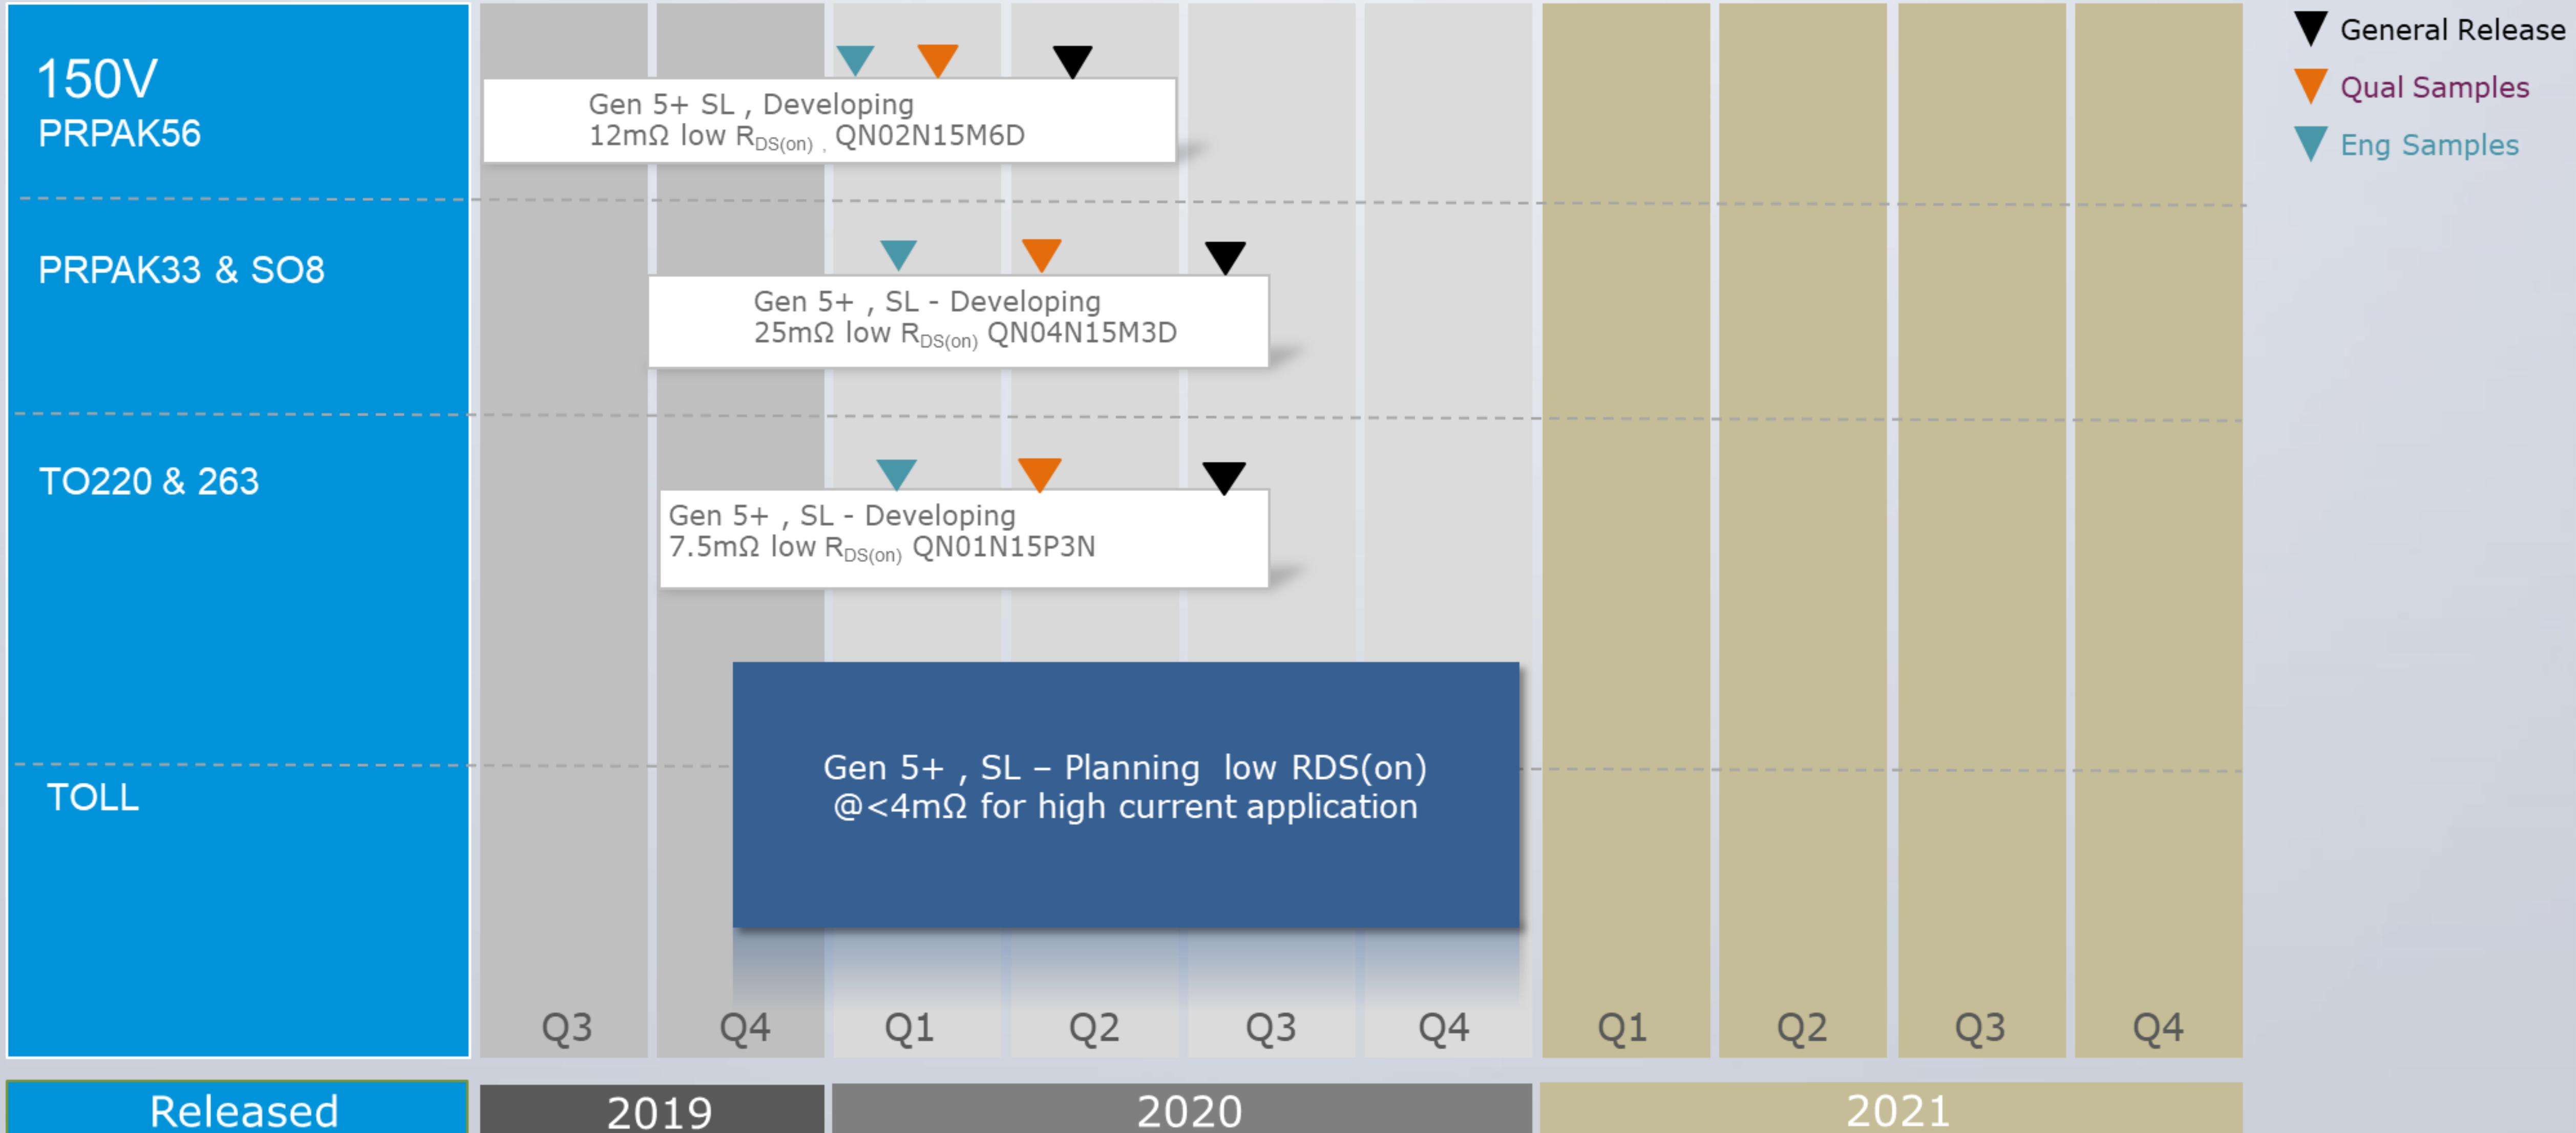 General Release
Qual Samples
Eng Samples
150V
PRPAK56
Gen 5+ SL , Developing
12mΩ low RDS(on) , QN02N15M6D
PRPAK33 & SO8
Gen 5+ , SL - Developing
25mΩ low RDS(on) QN04N15M3D
TO220 & 263
Gen 5+ , SL - Developing
7.5mΩ low RDS(on) QN01N15P3N
TOLL
Gen 5+ , SL – Planning low RDS(on)
@<4mΩ for high current application
Q3 Q4 Q1 Q2 Q3 Q4 Q1 Q2 Q3 Q4
Released 2019 2020 2021